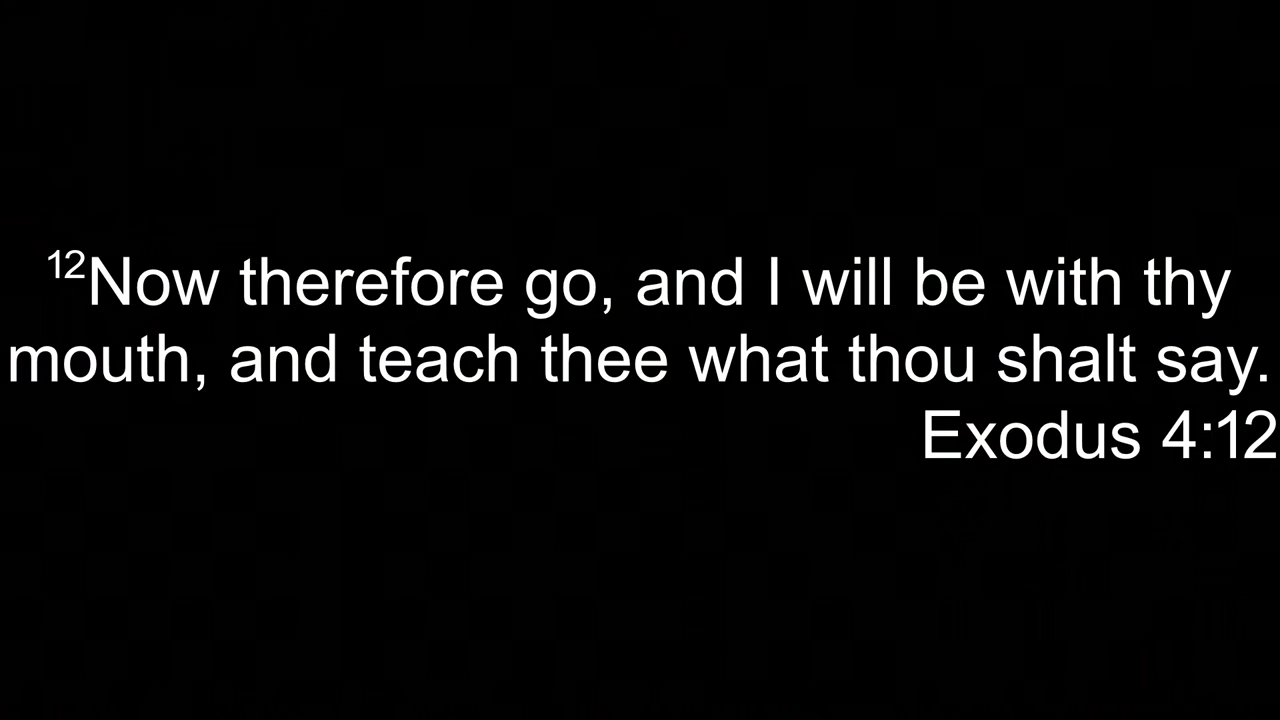 ¹²Now therefore go, and I will be with thy
mouth, and teach thee what thou shalt say.
Exodus 4:12